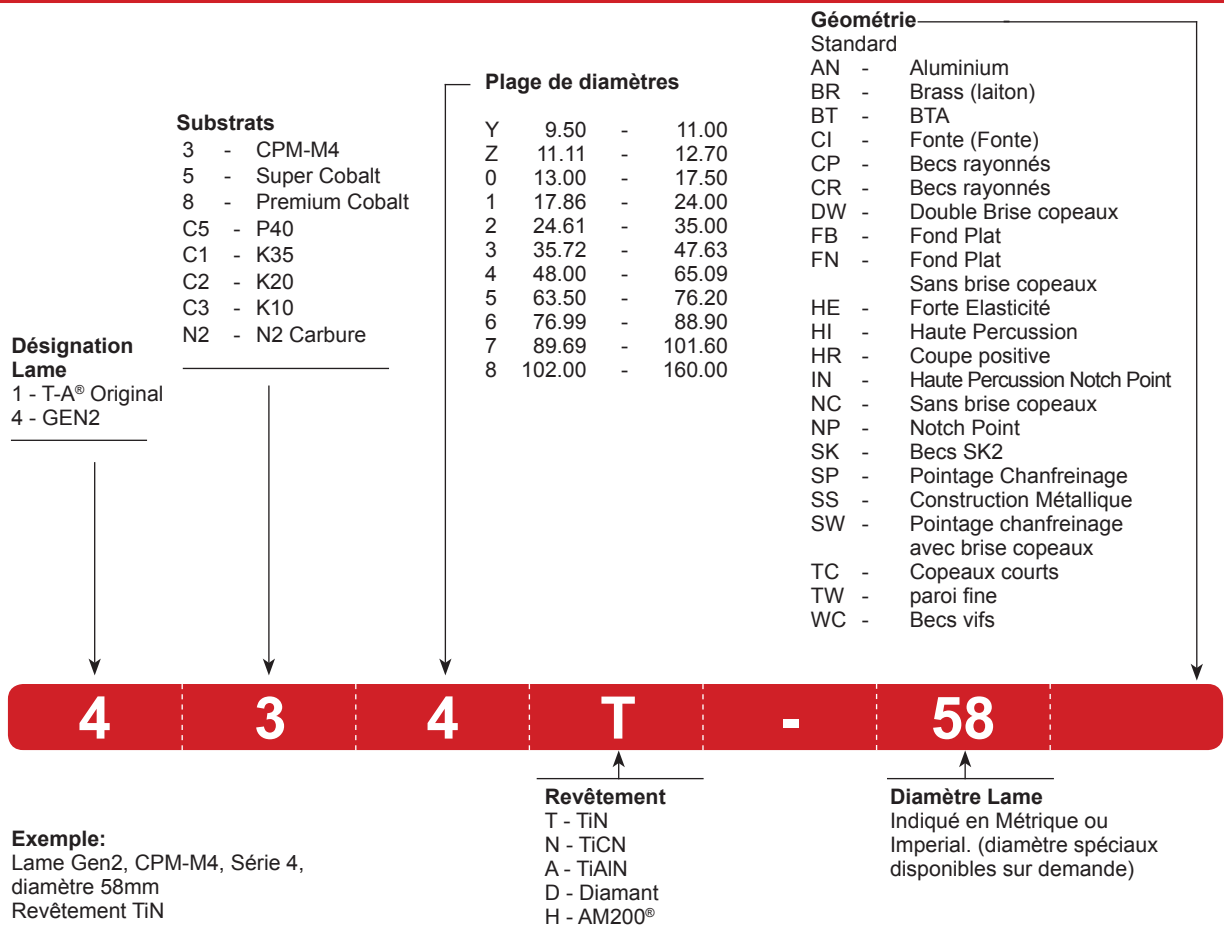 Désignation
Lame
1 - T-A® Original
4 - GEN2
Substrats
3 - CPM-M4
5 - Super Cobalt
8 - Premium Cobalt
C5 - P40
C1 - K35
C2 - K20
C3 - K10
N2 - N2 Carbure
Plage de diamètres
Y 9.50 - 11.00
Z 11.11 - 12.70
0 13.00 - 17.50
1 17.86 - 24.00
2 24.61 - 35.00
3 35.72 - 47.63
4 48.00 - 65.09
5 63.50 - 76.20
6 76.99 - 88.90
7 89.69 - 101.60
8 102.00 - 160.00
Géométrie -
Standard
AN - Aluminium
BR - Brass (laiton)
BT - BTA
CI - Fonte (Fonte)
CP - Becs rayonnés
CR - Becs rayonnés
DW - Double Brise copeaux
FB - Fond Plat
FN - Fond Plat
Sans brise copeaux
HE - Forte Elasticité
HI - Haute Percussion
HR - Coupe positive
IN - Haute Percussion Notch Point
NC - Sans brise copeaux
NP - Notch Point
SK - Becs SK2
SP - Pointage Chanfreinage
SS - Construction Métallique
SW - Pointage chanfreinage
avec brise copeaux
TC - Copeaux courts
TW - paroi fine
WC - Becs vifs
4 3 4 T - 58
Exemple:
Lame Gen2, CPM-M4, Série 4,
diamètre 58mm
Revêtement TiN
Revêtement
T - TiN
N - TiCN
A - TiAlN
D - Diamant
H - AM200®
Diamètre Lame
Indiqué en Métrique ou
Imperial. (diamètre spéciaux
disponibles sur demande)